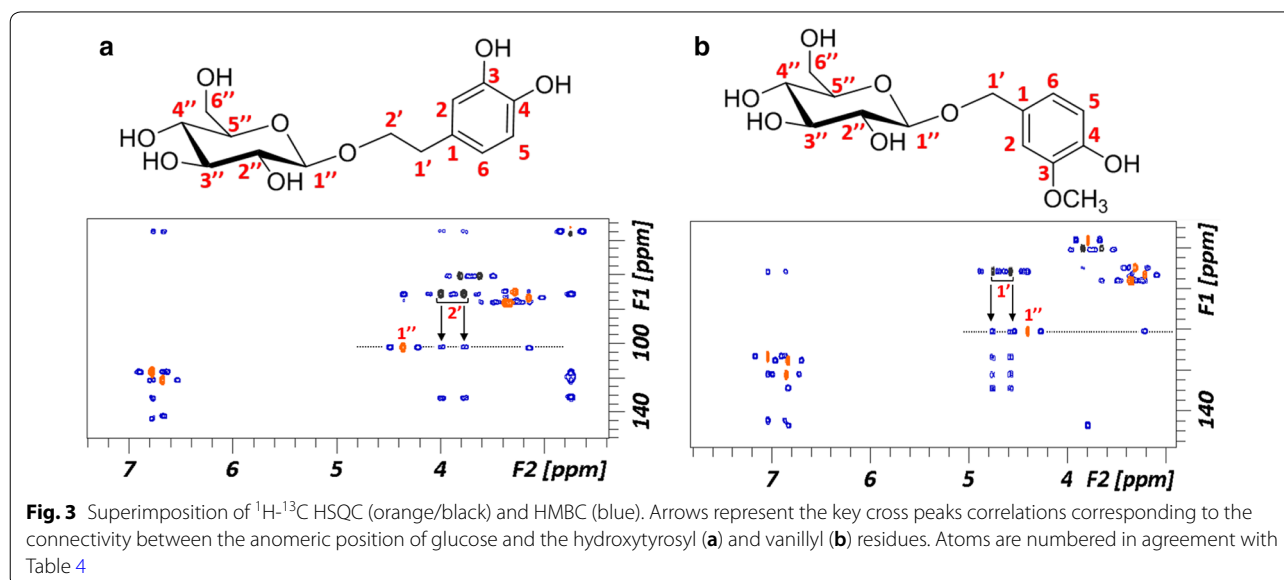 a
b
OH
OH
OH
3
4
2
5
1
6
2'
1'
6''
4''
5''
HO
HO
3''
2''
OH
1''
O
O
OH
6''
4''
5''
HO
HO
3''
2''
OH
1''
O
O
1'
6
1
5
2
4
3
OH
OCH3
2'
1''
100
140
F1 [ppm]
7 6 5 4 F2 [ppm]
1'
1''
140
F1 [ppm]
7 6 5 4 F2 [ppm]
Fig. 3 Superimposition of 1H-13C HSQC (orange/black) and HMBC (blue). Arrows represent the key cross peaks correlations corresponding to the
connectivity between the anomeric position of glucose and the hydroxytyrosyl (a) and vanillyl (b) residues. Atoms are numbered in agreement with
Table 4